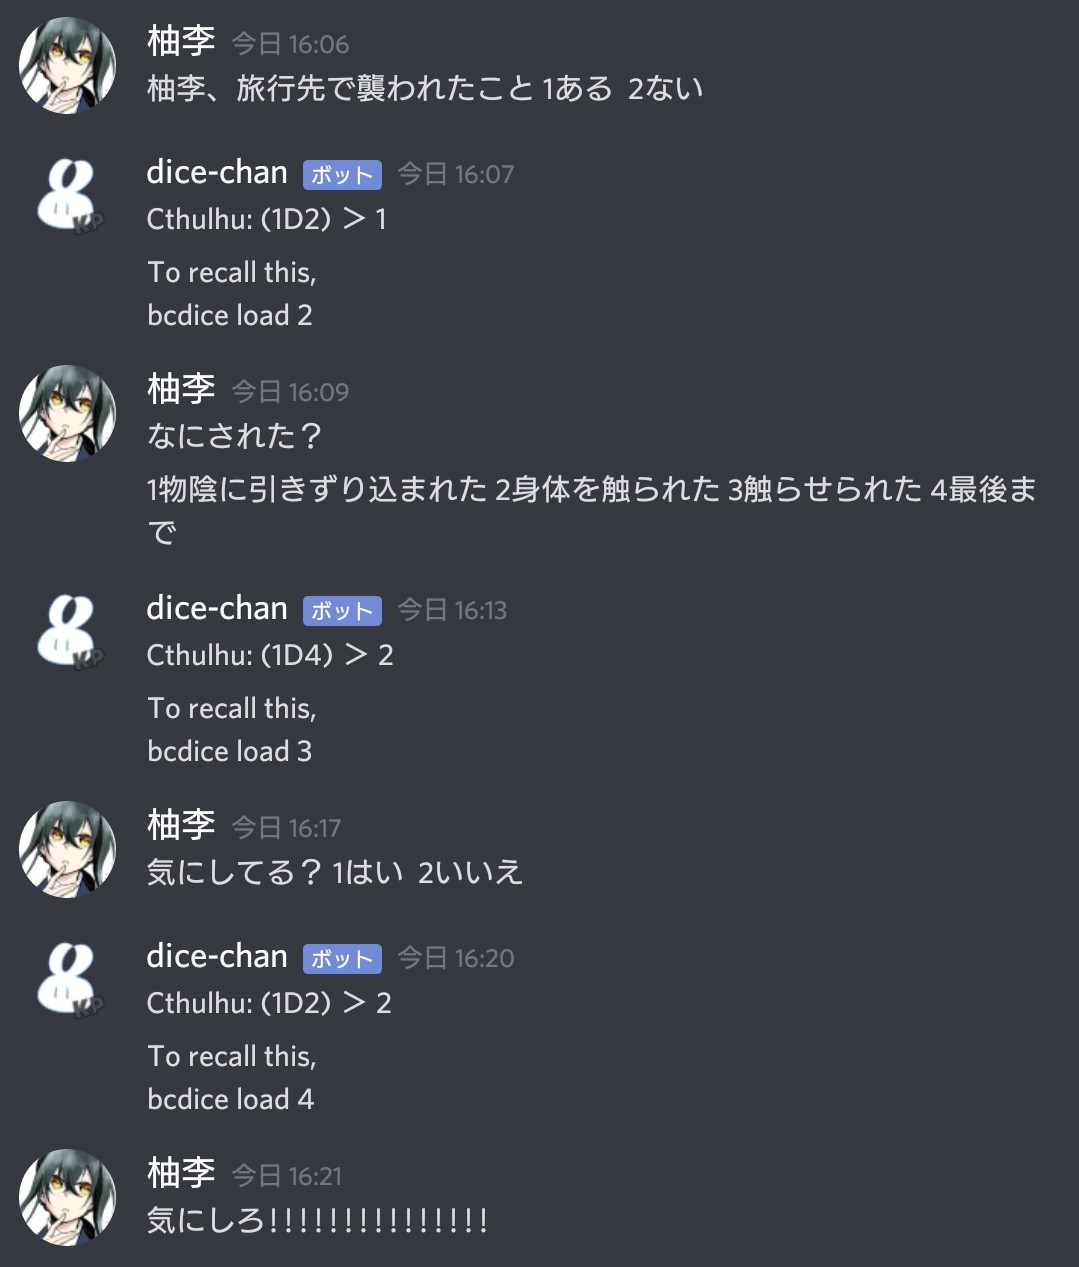 柚李 今日 16:06
柚李、旅行先で襲われたこと 1ある 2ない
dice-chan ボット 今日 16:07
Cthulhu: (1D2) ＞ 1
To recall this,
bcdice load 2
柚李 今日 16:09
なにされた？
1物陰に引きずり込まれた 2身体を触られた 3触らせられた 4最後ま
で
dice-chan ボット 今日 16:13
Cthulhu: (1D4) ＞ 2
To recall this,
bcdice load 3
柚李 今日 16:17
気にしてる？ 1はい 2いいえ
dice-chan ボット 今日 16:20
Cthulhu: (1D2) ＞ 2
To recall this,
bcdice load 4
柚李 今日 16:21
気にしろ!!!!!!!!!!!!!!!
KP
KP
KP